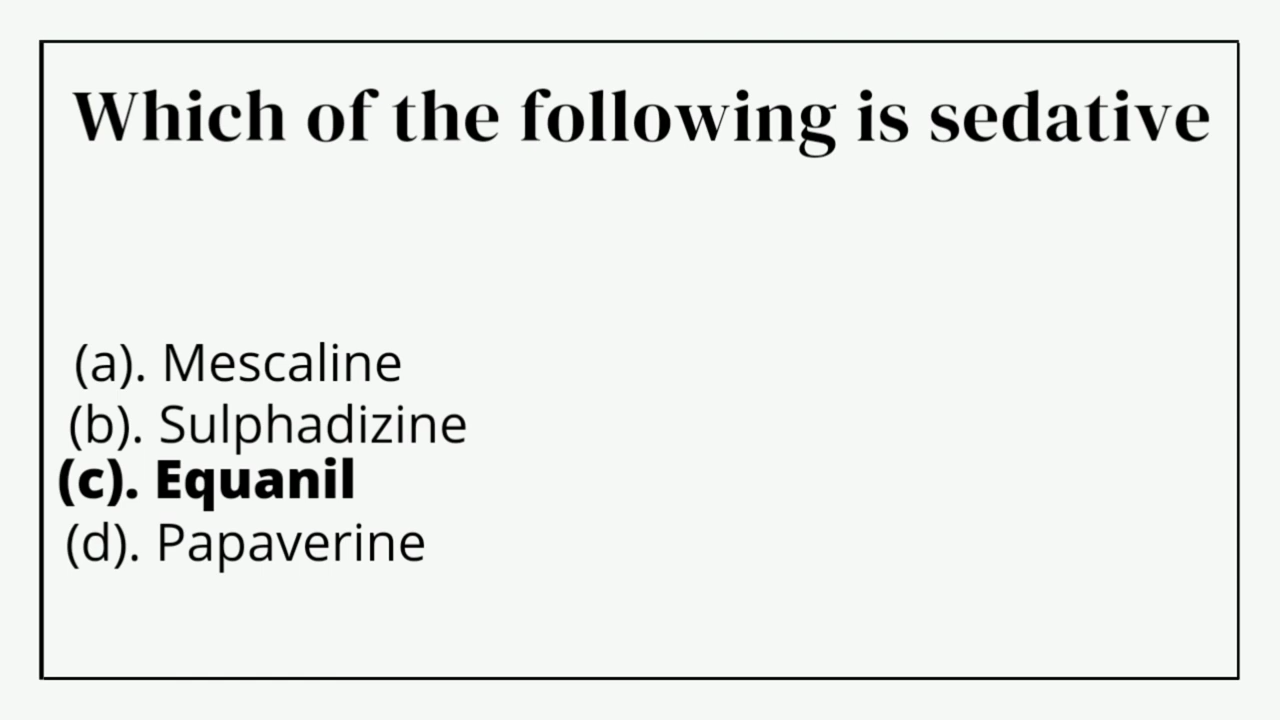 Which of the following is sedative
(a). Mescaline
(b). Sulphadizine
(c). Equanil
(d). Papaverine